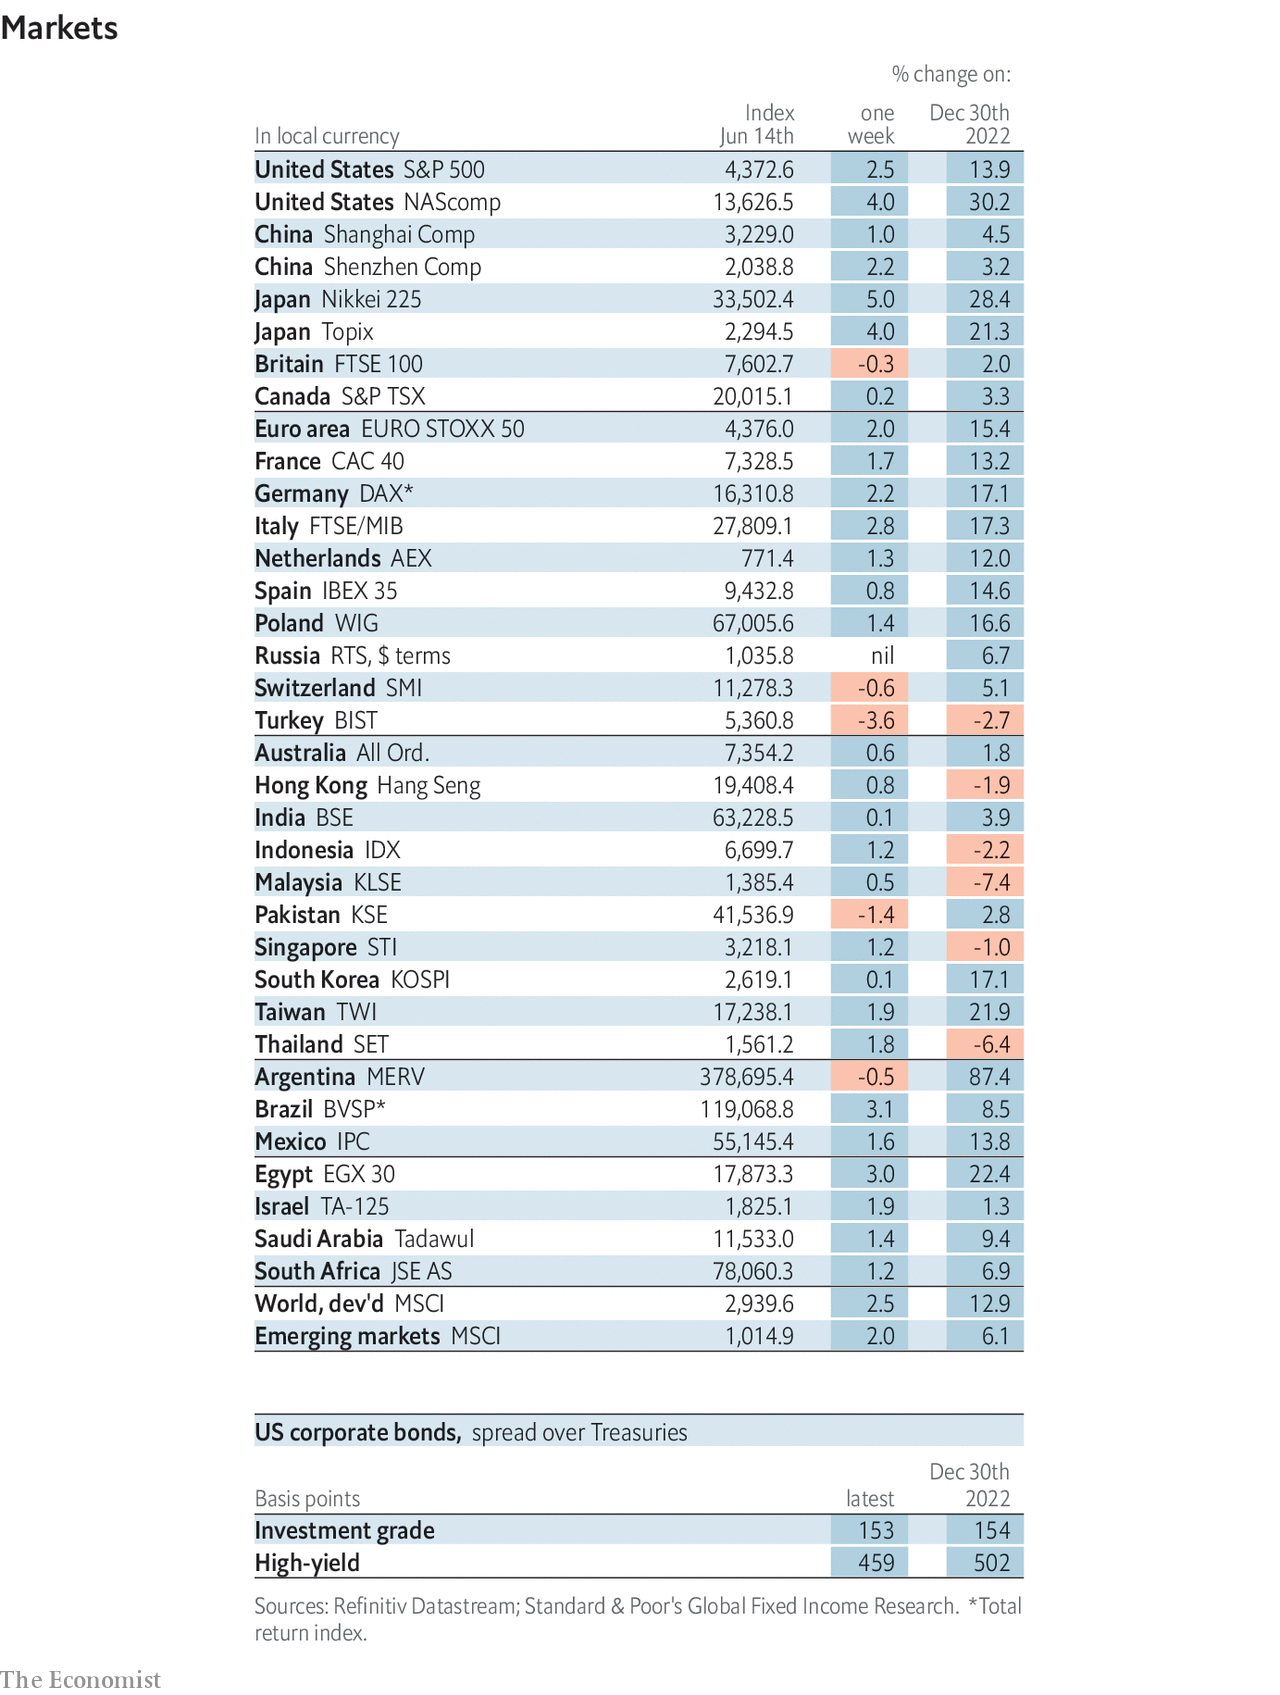 Markets
% change on:
Index one Dec 30th
In local currency Jun 14th week 2022
United States S&P 500 4,372.6 2.5 13.9
United States NAScomp 13,626.5 4.0 30.2
China Shanghai Comp 3,229.0 1.0 4.5
China Shenzhen Comp 2,038.8 2.2 3.2
Japan Nikkei 225 33,502.4 5.0 28.4
Japan Topix 2,294.5 4.0 21.3
Britain FTSE 100 7,602.7 -0.3 2.0
Canada S&P TSX 20,015.1 0.2 3.3
Euro area EURO STOXX 50 4,376.0 2.0 15.4
France CAC 40 7,328.5 1.7 13.2
Germany DAX* 16,310.8 2.2 17.1
Italy FTSE/MIB 27,809.1 2.8 17.3
Netherlands AEX 771.4 1.3 12.0
Spain IBEX 35 9,432.8 0.8 14.6
Poland WIG 67,005.6 1.4 16.6
Russia RTS, $ terms 1,035.8 nil 6.7
Switzerland SMI 11,278.3 -0.6 5.1
Turkey BIST 5,360.8 -3.6 -2.7
Australia All Ord. 7,354.2 0.6 1.8
Hong Kong Hang Seng 19,408.4 0.8 -1.9
India BSE 63,228.5 0.1 3.9
Indonesia IDX 6,699.7 1.2 -2.2
Malaysia KLSE 1,385.4 0.5 -7.4
Pakistan KSE 41,536.9 -1.4 2.8
Singapore STI 3,218.1 1.2 -1.0
South Korea KOSPI 2,619.1 0.1 17.1
Taiwan TWI 17,238.1 1.9 21.9
Thailand SET 1,561.2 1.8 -6.4
Argentina MERV 378,695.4 -0.5 87.4
Brazil BVSP* 119,068.8 3.1 8.5
Mexico IPC 55,145.4 1.6 13.8
Egypt EGX 30 17,873.3 3.0 22.4
Israel TA-125 1,825.1 1.9 1.3
Saudi Arabia Tadawul 11,533.0 1.4 9.4
South Africa JSE AS 78,060.3 1.2 6.9
World, dev'd MSCI 2,939.6 2.5 12.9
Emerging markets MSCI 1,014.9 2.0 6.1
US corporate bonds, spread over Treasuries
Dec 30th
Basis points latest 2022
Investment grade 153 154
High-yield 459 502
Sources: Refinitiv Datastream; Standard & Poor's Global Fixed Income Research. *Total
return index.
The Economist